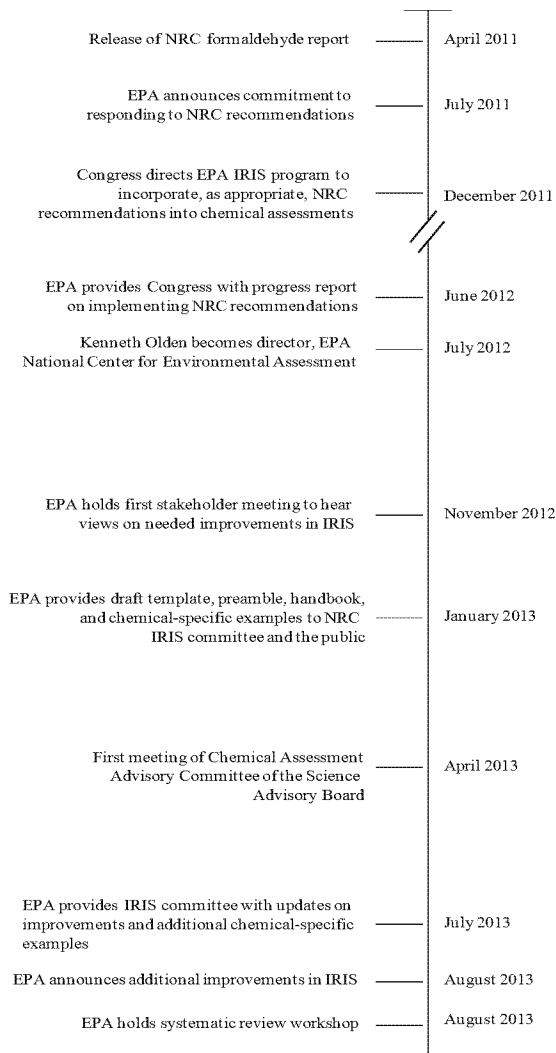 Release of NRC formaldehyde report
April 2011
EPA announces commitment to
responding to NRC recommendations
July 2011
Congress directs EPA IRIS program to
incorporate, as appropriate, NRC
recommendations into chemical assessments
December 2011
EPA provides Congress with progress report
on implementing NRC recommendations
June 2012
Kenneth Olden becomes director, EPA
National Center for Environmental Assessment
July 2012
EPA holds first stakeholder meeting to hear
views on needed improvements in IRIS
November 2012
EPA provides draft template, preamble, handbook,
and chemical-specific examples to NRC
IRIS committee and the public
January 2013
First meeting of Chemical Assessment
Advisory Committee of the Science
Advisory Board
April 2013
EPA provides IRIS committee with updates on
improvements and additional chemical-specific
examples
July 2013
EPA announces additional improvements in IRIS
August 2013
EPA holds systematic review workshop
August 2013